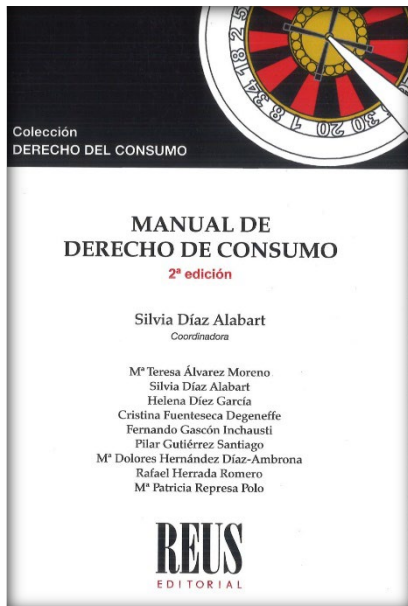 Colección
DERECHO DEL CONSUMO
MANUAL DE
DERECHO DE CONSUMO
2ª edición
Silvia Díaz Alabart
Coordinadora
Mª Teresa Álvarez Moreno
Silvia Díaz Alabart
Helena Díez García
Cristina Fuenteseca Degeneffe
Fernando Gascón Inchausti
Pilar Gutiérrez Santiago
Mª Dolores Hernández Díaz-Ambrona
Rafael Herrada Romero
Mª Patricia Represa Polo
REUS
EDITORIAL